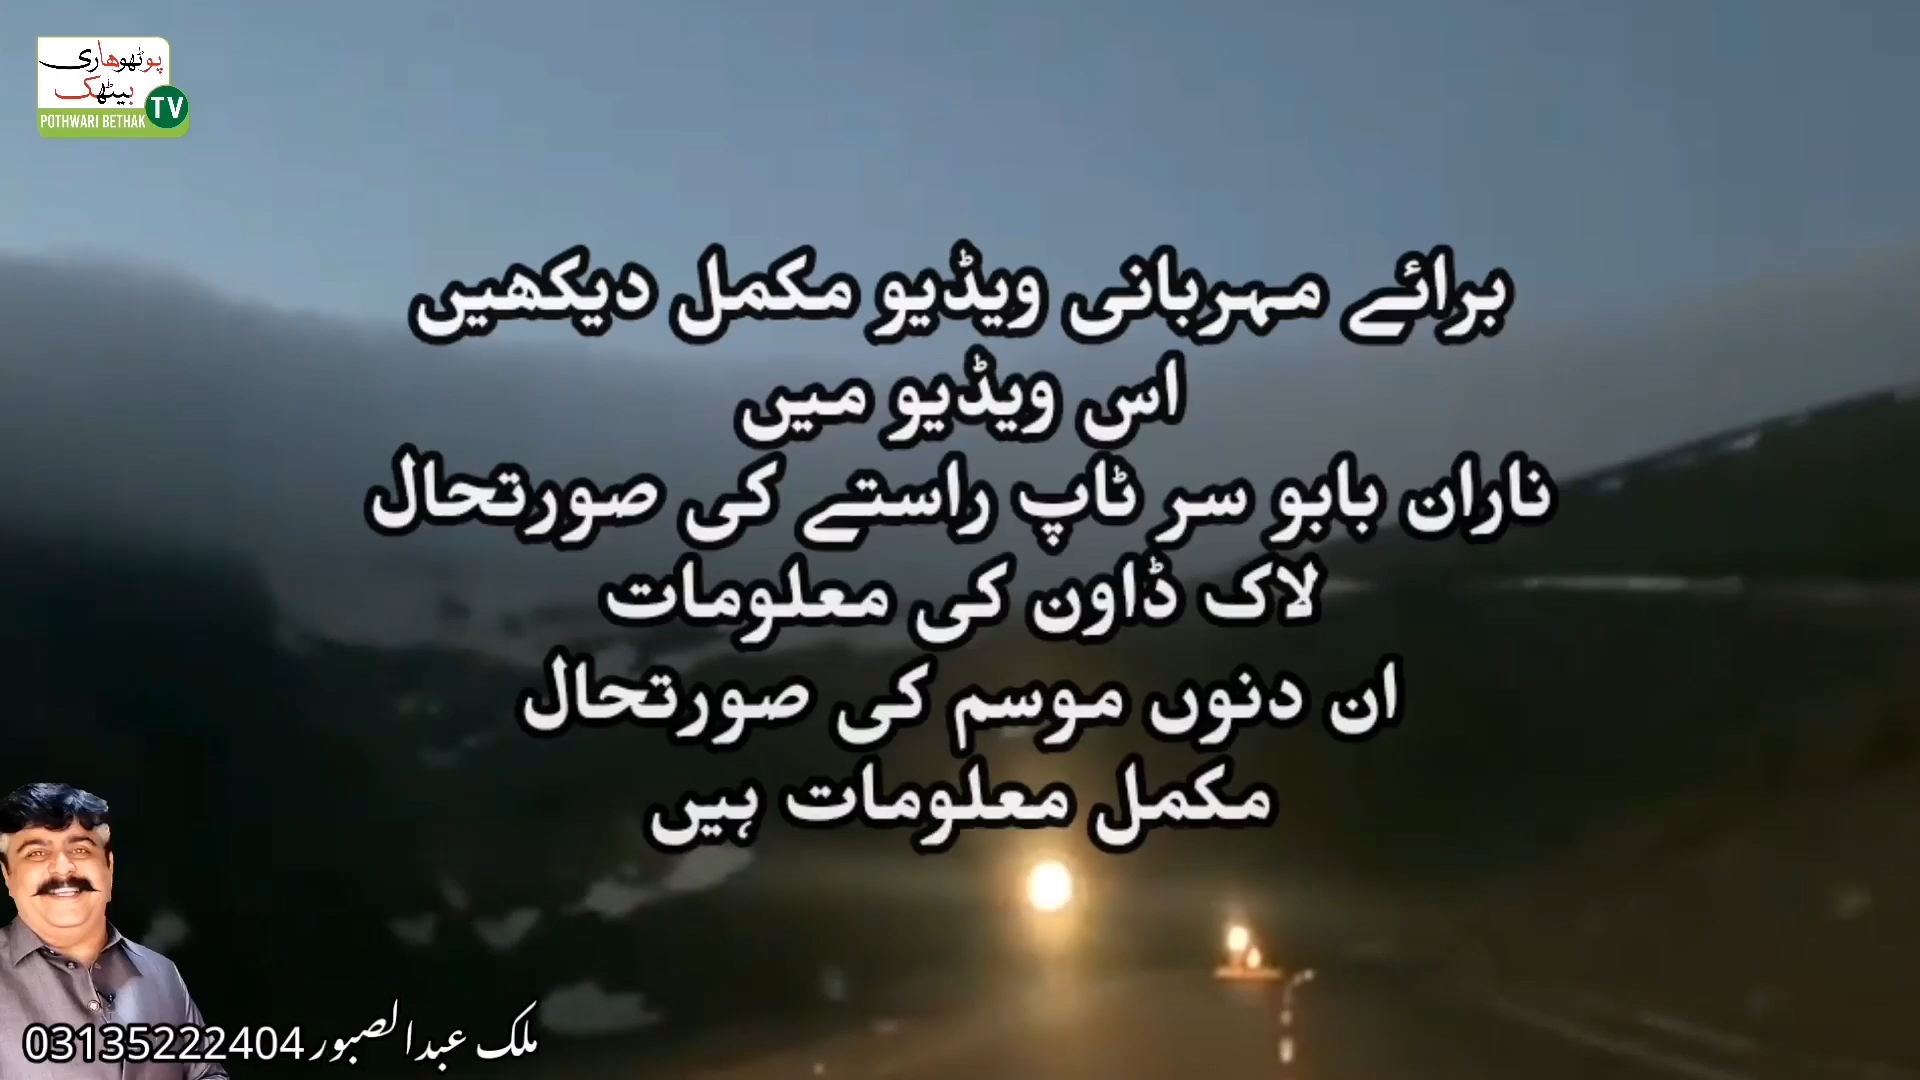 پوٹھوھاری
بیٹھک
TV
POTHWARI BETHAK
برائے مہربانی ویڈیو مکمل دیکھیں
اس ویڈیو میں
ناران بابو سر ٹاپ راستے کی صورتحال
لاک ڈاون کی معلومات
ان دنوں موسم کی صورتحال
مکمل معلومات ہیں
ملک عبدالصبور 03135222404